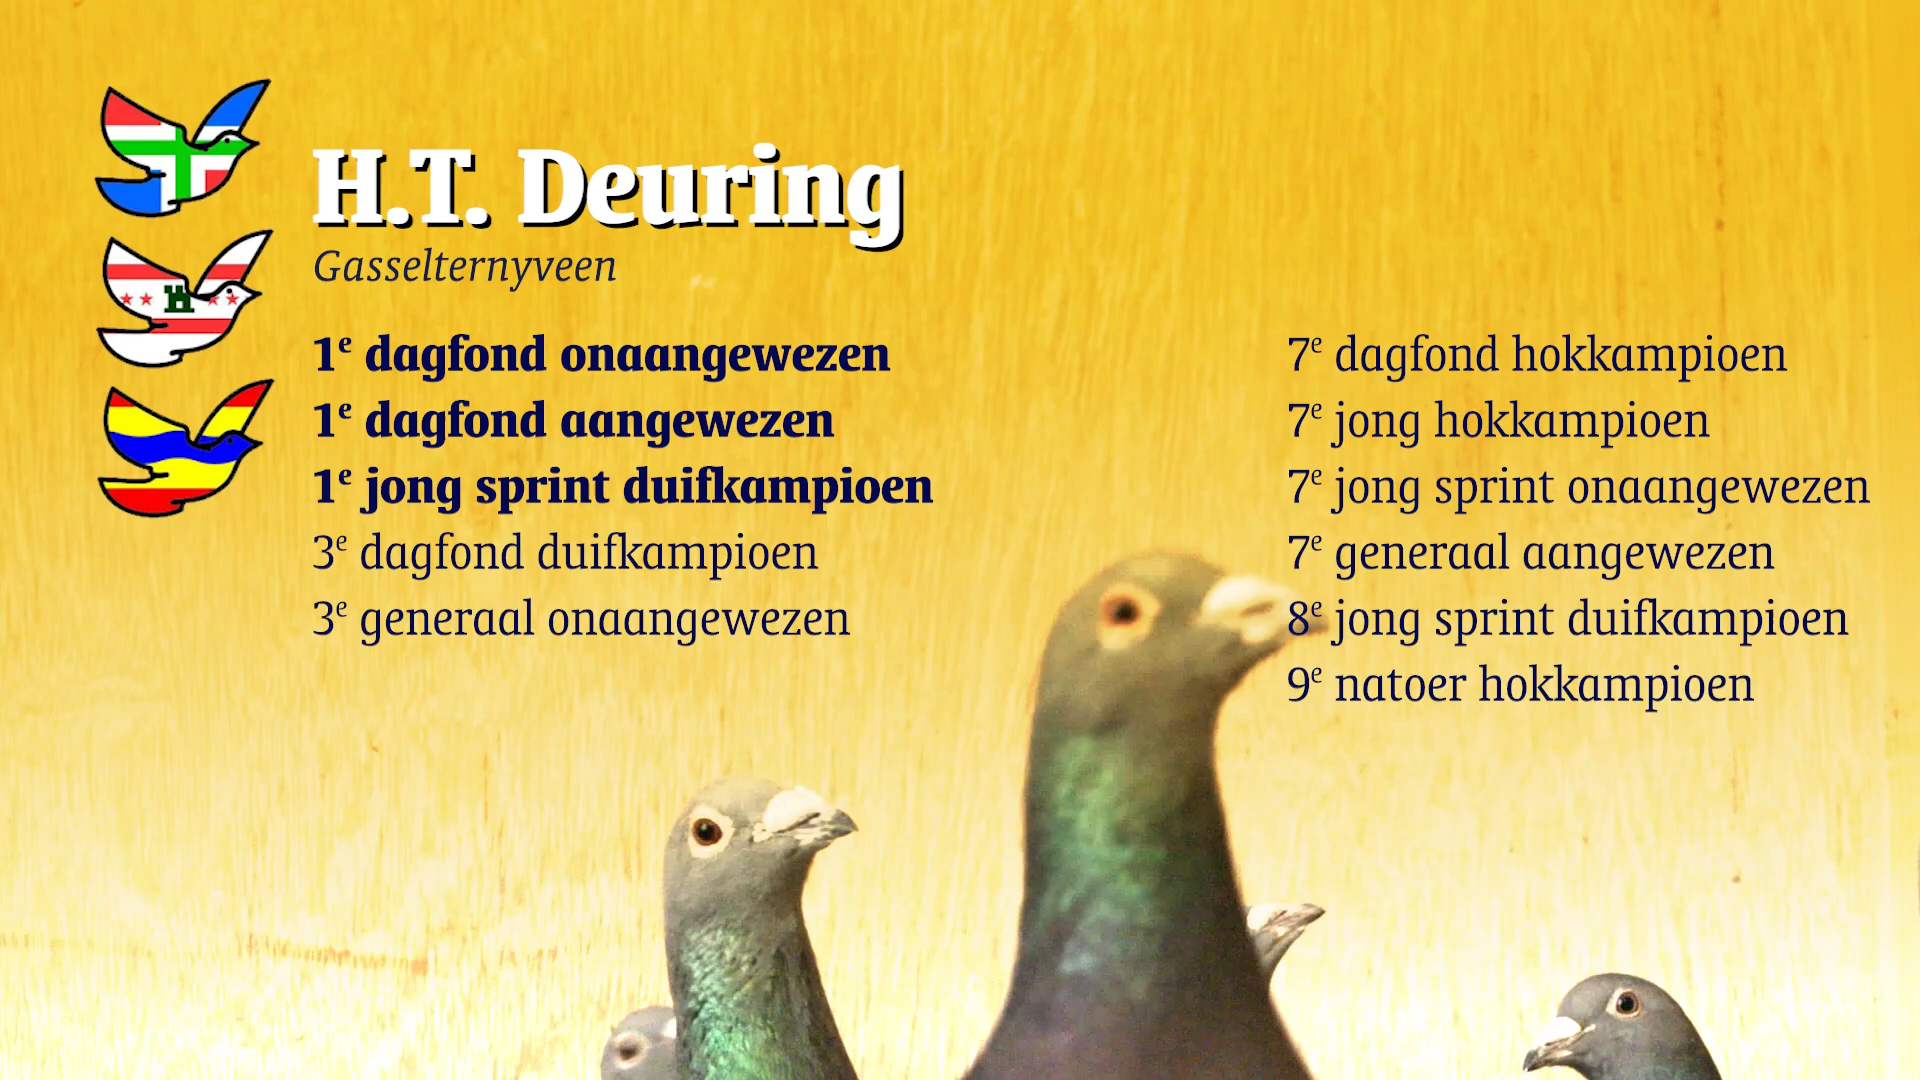 H.T. Deuring
Gasselternyveen
1e dagfond onaangewezen
1e dagfond aangewezen
1e jong sprint duifkampioen
3e dagfond duifkampioen
3e generaal onaangewezen
7e dagfond hokkampioen
7e jong hokkampioen
7e jong sprint onaangewezen
7e generaal aangewezen
8e jong sprint duifkampioen
9e natoer hokkampioen